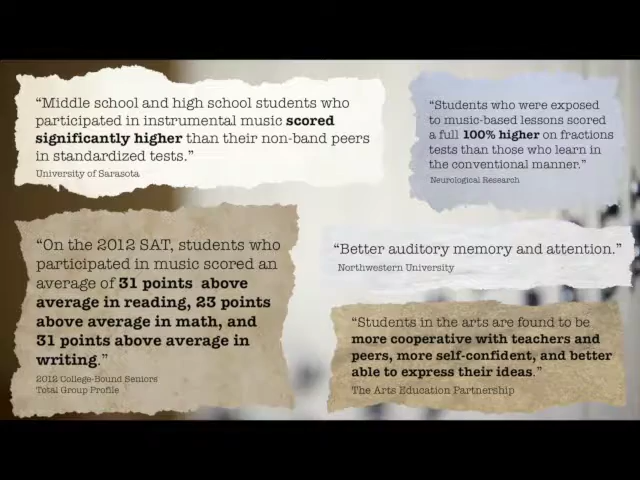 “Middle school and high school students who
participated in instrumental music scored
significantly higher than their non-band peers
in standardized tests.”
University of Sarasota
“Students who were exposed
to music-based lessons scored
a full 100% higher on fractions
tests than those who learn in
the conventional manner.”
Neurological Research
“On the 2012 SAT, students who
participated in music scored an
average of 31 points above
average in reading, 23 points
above average in math, and
31 points above average in
writing.”
2012 College-Bound Seniors
Total Group Profile
“Better auditory memory and attention.”
Northwestern University
“Students in the arts are found to be
more cooperative with teachers and
peers, more self-confident, and better
able to express their ideas.”
The Arts Education Partnership